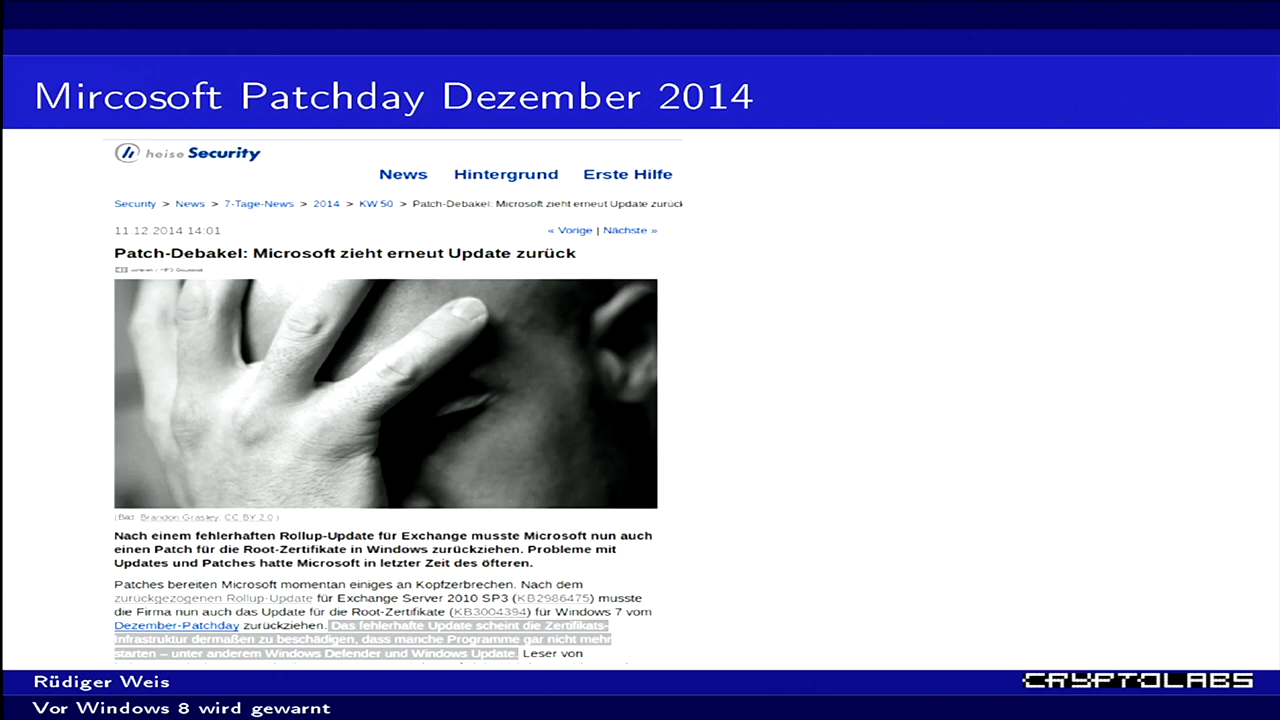 Mircosoft Patchday Dezember 2014
heise Security
News Hintergrund Erste Hilfe
Security > News > 7-Tage-News > 2014 > KW 50 > Patch-Debakel: Microsoft zieht erneut Update zurück
11.12.2014 14:01 « Vorige | Nächste »
Patch-Debakel: Microsoft zieht erneut Update zurück
(Bild: Brandon Grasley, CC BY 2.0 )
Nach einem fehlerhaften Rollup-Update für Exchange musste Microsoft nun auch
einen Patch für die Root-Zertifikate in Windows zurückziehen. Probleme mit
Updates und Patches hatte Microsoft in letzter Zeit des öfteren.
Patches bereiten Microsoft momentan einiges an Kopfzerbrechen. Nach dem
zurückgezogenen Rollup-Update für Exchange Server 2010 SP3 (KB2986475) musste
die Firma nun auch das Update für die Root-Zertifikate (KB3004394) für Windows 7 vom
Dezember-Patchday zurückziehen. Das fehlerhafte Update scheint die Zertifikats-
Infrastruktur dermaßen zu beschädigen, dass manche Programme gar nicht mehr
starten – unter anderem Windows Defender und Windows Update. Leser von
Rüdiger Weis CRYPTOLABS
Vor Windows 8 wird gewarnt